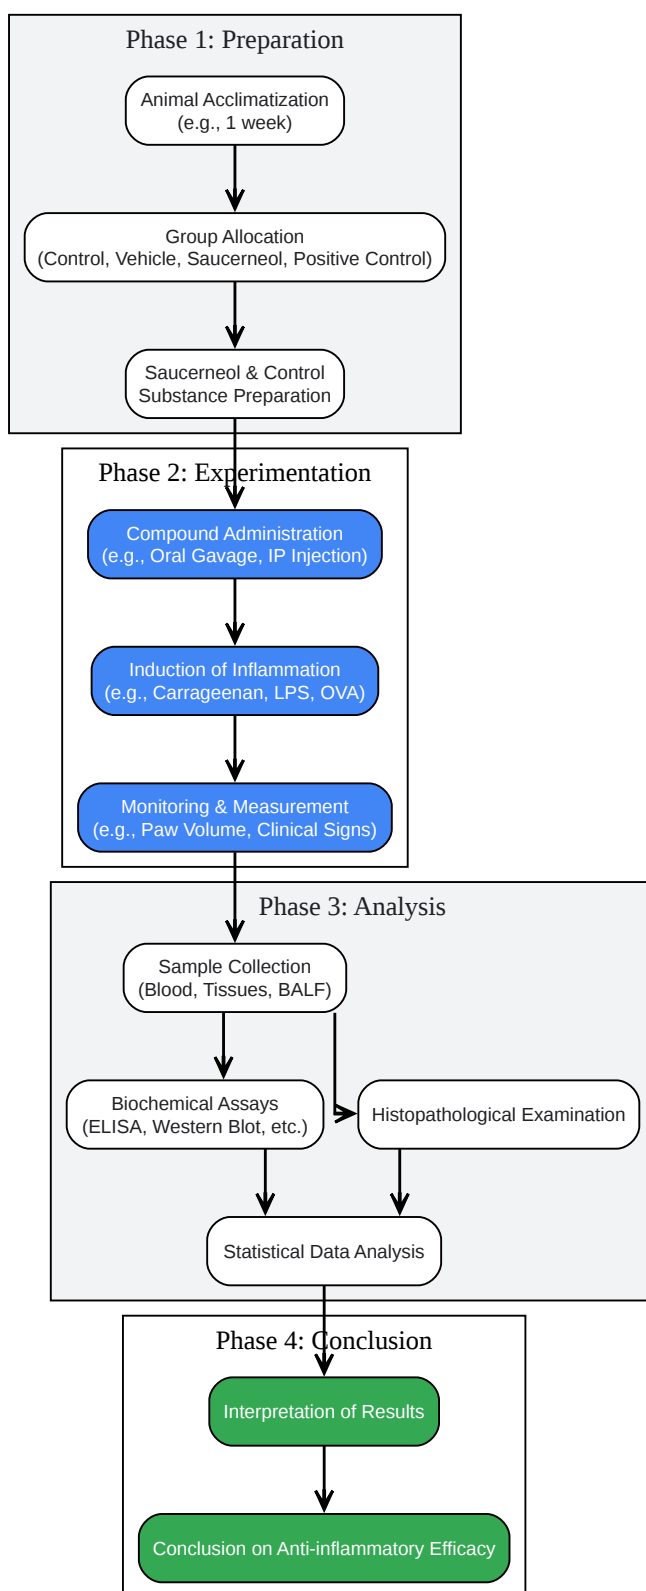 Phase 1: Preparation
Animal Acclimatization
(e.g., 1 week)
Group Allocation
(Control, Vehicle, Saucerneol, Positive Control)
Saucerneol & Control
Substance Preparation
Phase 2: Experimentation
Compound Administration
(e.g., Oral Gavage, IP Injection)
Induction of Inflammation
(e.g., Carrageenan, LPS, OVA)
Monitoring & Measurement
(e.g., Paw Volume, Clinical Signs)
Phase 3: Analysis
Sample Collection
(Blood, Tissues, BALF)
Biochemical Assays
(ELISA, Western Blot, etc.)
Histopathological Examination
Statistical Data Analysis
Phase 4: Conclusion
Interpretation of Results
Conclusion on Anti-inflammatory Efficacy